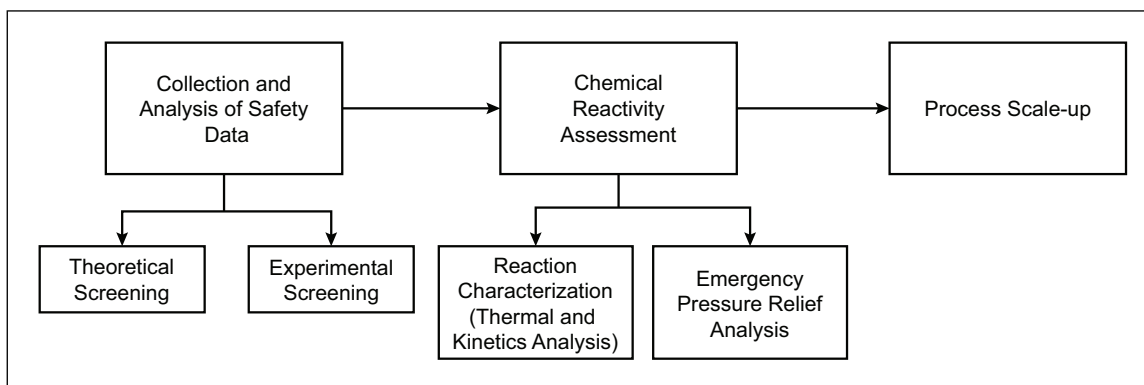 Collection and
Analysis of Safety
Data
Chemical
Reactivity
Assessment
Process Scale-up
Theoretical
Screening
Experimental
Screening
Reaction
Characterization
(Thermal and
Kinetics Analysis)
Emergency
Pressure Relief
Analysis